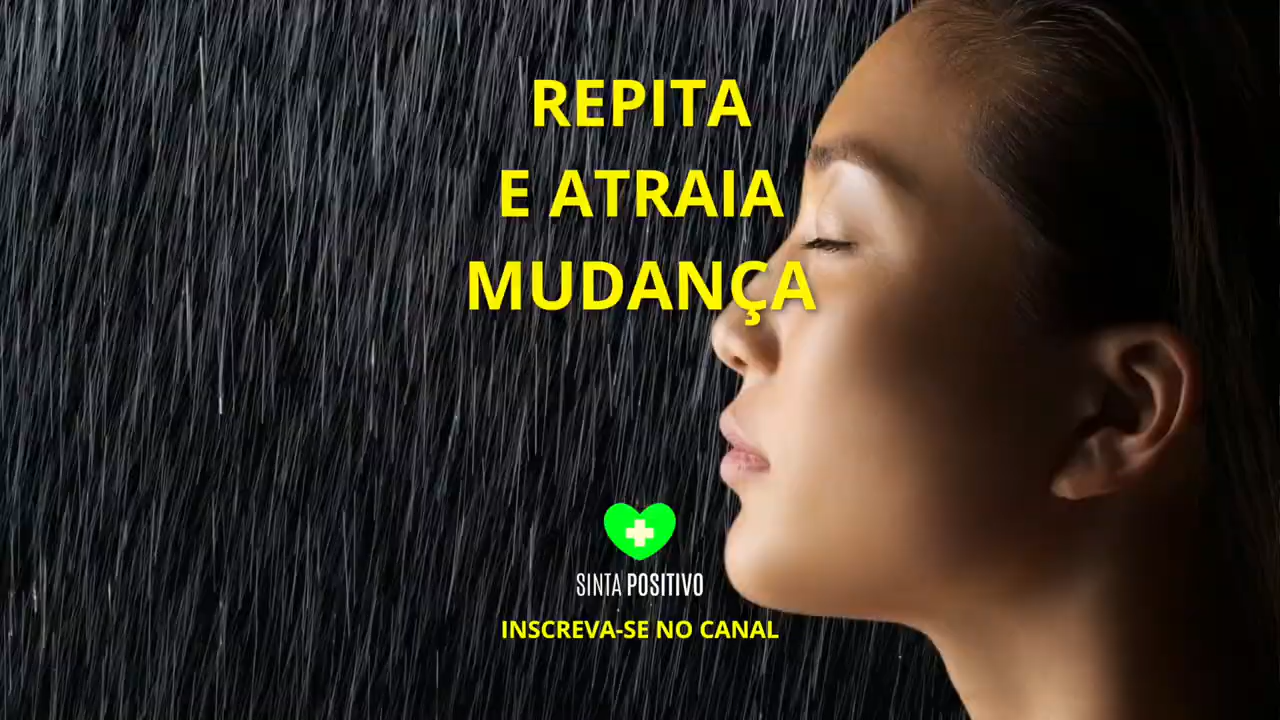 REPITA
E ATRAIA
MUDANÇA
SINTA POSITIVO
INSCREVA-SE NO CANAL